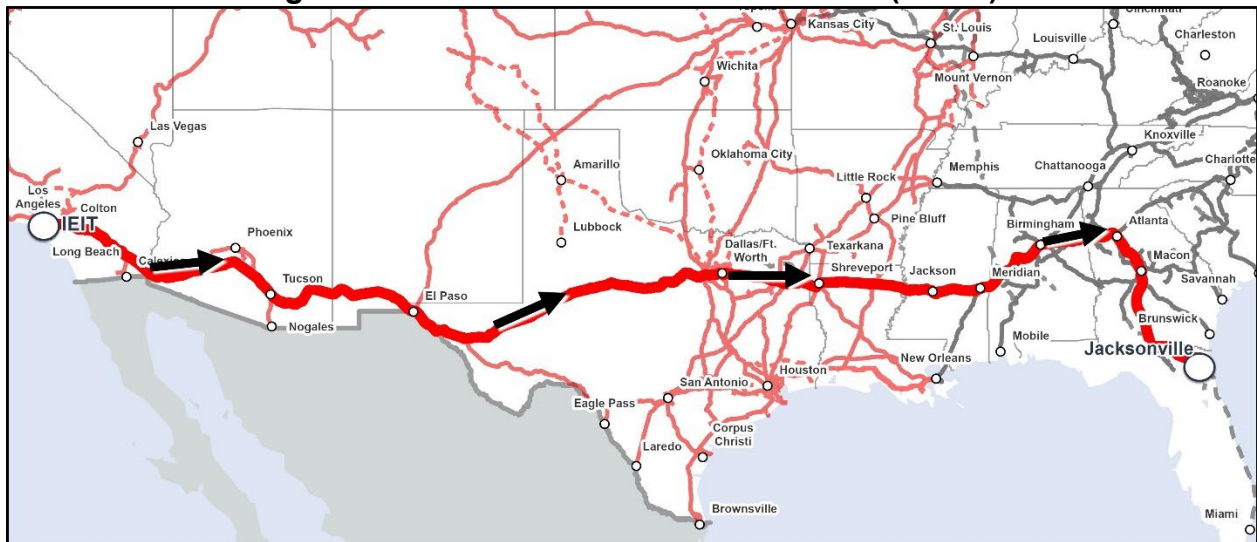 Kansas City
St. Louis
Louisville
Charleston
Mount Vernon
Roanoke
Wichita
Las Vegas
Knoxville
Amarillo
Oklahoma City
Memphis
Chattanooga
Charlotte
Little Rock
Los
Angeles
Colton
IEIT
Pine Bluff
Birmingham
Atlanta
Phoenix
Lubbock
Texarkana
Long Beach
Dallas/Ft.
Worth
Shreveport
Jackson
Meridian
Macon
Savannah
Tucson
El Paso
Nogales
Mobile
Brunswick
Jacksonville
New Orleans
San Antonio
Houston
Eagle Pass
Corpus
Christi
Laredo
Brownsville
Miami